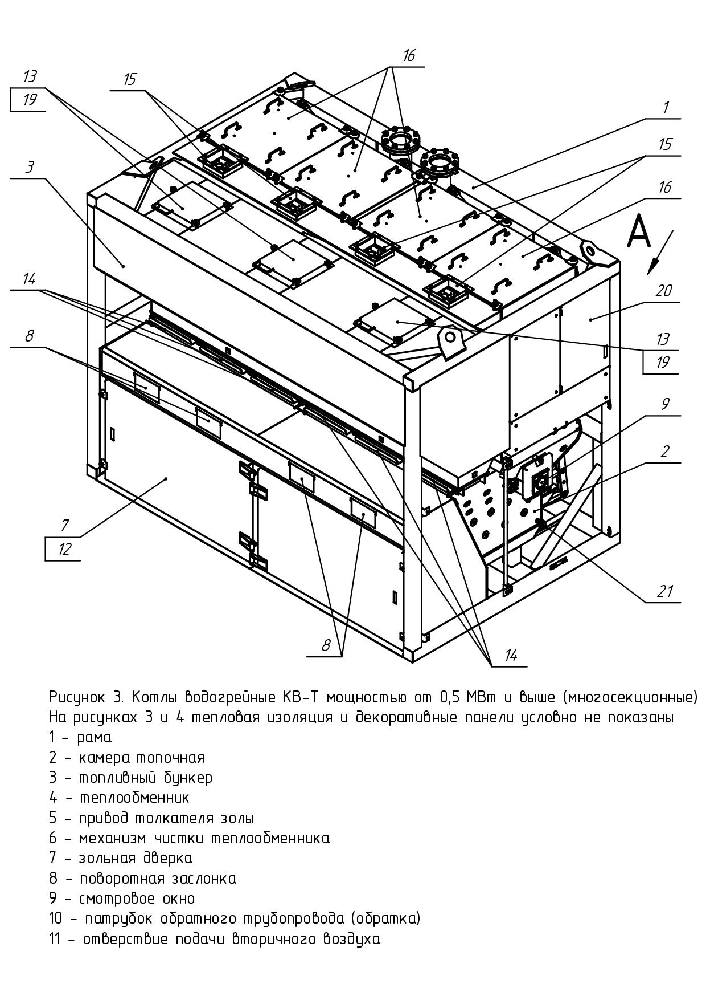 16
13
19
15
1
15
3
16
А
14
20
8
13
19
9
2
7
12
21
8
14
Рисунок 3. Котлы водогрейные КВ-Т мощностью от 0,5 МВт и выше (многосекционные)
На рисунках 3 и 4 тепловая изоляция и декоративные панели условно не показаны
1 - рама
2 - камера топочная
3 - топливный бункер
4 - теплообменник
5 - привод толкателя золы
6 - механизм чистки теплообменника
7 - зольная дверка
8 - поворотная заслонка
9 - смотровое окно
10 - патрубок обратного трубопровода (обратка)
11 - отверствие подачи вторичного воздуха